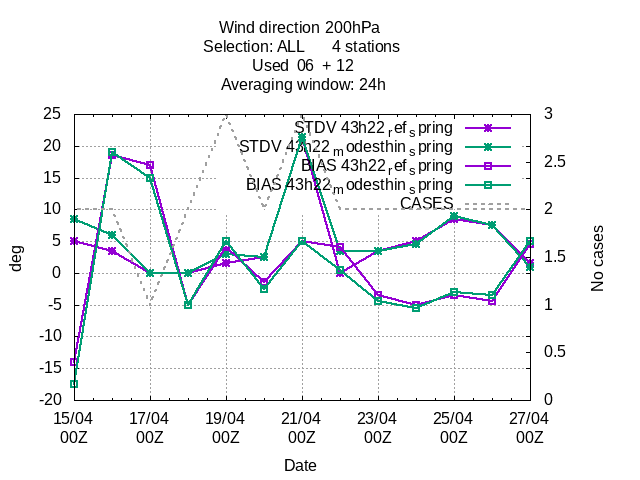 Wind direction 200hPa
Selection: ALL 4 stations
Used 06 + 12
Averaging window: 24h
25
20
15
10
5
0
-5
-10
-15
-20
deg
3
2.5
2
1.5
1
0.5
0
No cases
STDV 43h22_ref_spring
STDV 43h22_modesthin_spring
BIAS 43h22_ref_spring
BIAS 43h22_modesthin_spring
CASES
15/04 17/04 19/04 21/04 23/04 25/04 27/04
00Z 00Z 00Z 00Z 00Z 00Z 00Z
Date